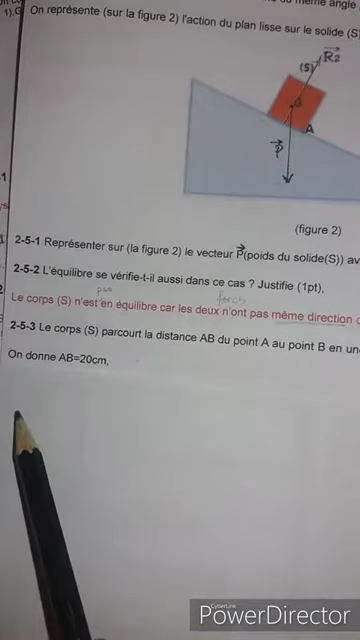 même angle
1),G On représente (sur la figure 2) l'action du plan lisse sur le solide (S
(S)
R2
G
A
P
(figure 2)
2-5-1 Représenter sur (la figure 2) le vecteur P(poids du solide(S)) av
2-5-2 L'équilibre se vérifie-t-il aussi dans ce cas ? Justifie (1pt),
pas forces
Le corps (S) n'est en équilibre car les deux n'ont pas même direction
2-5-3 Le corps (S) parcourt la distance AB du point A au point B en un
On donne AB=20cm,
CyberLink
PowerDirector